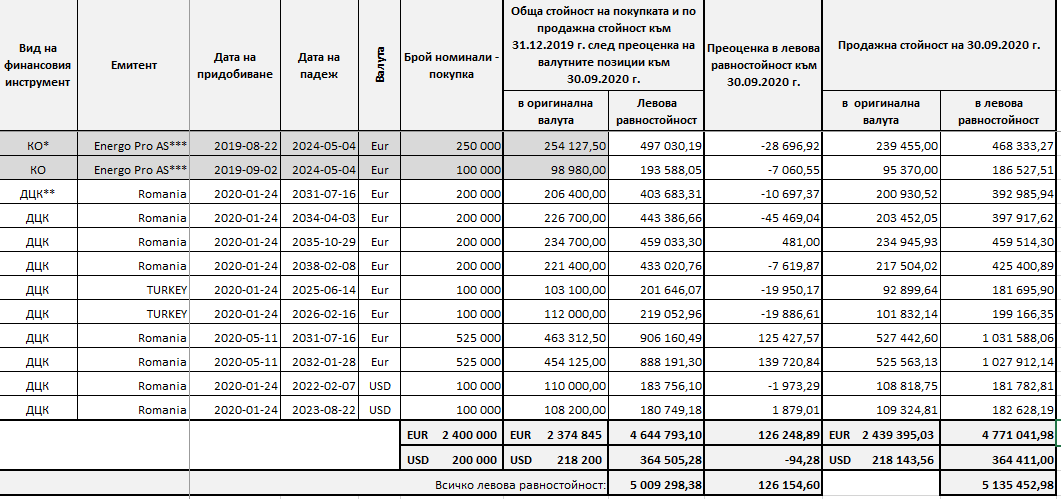 Вид на финансовия инструмент
Емитент
Дата на придобиване
Дата на падеж
Валута
Брой номинали - покупка
Обща стойност на покупката и по продажна стойност към 31.12.2019 г. след преоценка на валутните позиции към 30.09.2020 г.
Преоценка в левова равностойност към 30.09.2020 г.
Продажна стойност на 30.09.2020 г.
в оригинална валута
Левова равностойност
в оригинална валута
в левова равностойност
КО* Energo Pro AS*** 2019-08-22 2024-05-04 Eur 250 000 254 127,50 497 030,19 -28 696,92 239 455,00 468 333,27
КО Energo Pro AS*** 2019-09-02 2024-05-04 Eur 100 000 98 980,00 193 588,05 -7 060,55 95 370,00 186 527,51
ДЦК** Romania 2020-01-24 2031-07-16 Eur 200 000 206 400,00 403 683,31 -10 697,37 200 930,52 392 985,94
ДЦК Romania 2020-01-24 2034-04-03 Eur 200 000 226 700,00 443 386,66 -45 469,04 203 452,05 397 917,62
ДЦК Romania 2020-01-24 2035-10-29 Eur 200 000 234 700,00 459 033,30 481,00 234 945,93 459 514,30
ДЦК Romania 2020-01-24 2038-02-08 Eur 200 000 221 400,00 433 020,76 -7 619,87 217 504,02 425 400,89
ДЦК TURKEY 2020-01-24 2025-06-14 Eur 100 000 103 100,00 201 646,07 -19 950,17 92 899,64 181 695,90
ДЦК TURKEY 2020-01-24 2026-02-16 Eur 100 000 112 000,00 219 052,96 -19 886,61 101 832,14 199 166,35
ДЦК Romania 2020-05-11 2031-07-16 Eur 525 000 463 312,50 906 160,49 125 427,57 527 442,60 1 031 588,06
ДЦК Romania 2020-05-11 2032-01-28 Eur 525 000 454 125,00 888 191,30 139 720,84 525 563,13 1 027 912,14
ДЦК Romania 2020-01-24 2022-02-07 USD 100 000 110 000,00 183 756,10 -1 973,29 108 818,75 181 782,81
ДЦК Romania 2020-01-24 2023-08-22 USD 100 000 108 200,00 180 749,18 1 879,01 109 324,81 182 628,19
EUR 2 400 000 EUR 2 374 845 4 644 793,10 126 248,89 EUR 2 439 395,03 4 771 041,98
USD 200 000 USD 218 200 364 505,28 -94,28 USD 218 143,56 364 411,00
Всичко левова равностойност: 5 009 298,38 126 154,60 5 135 452,98